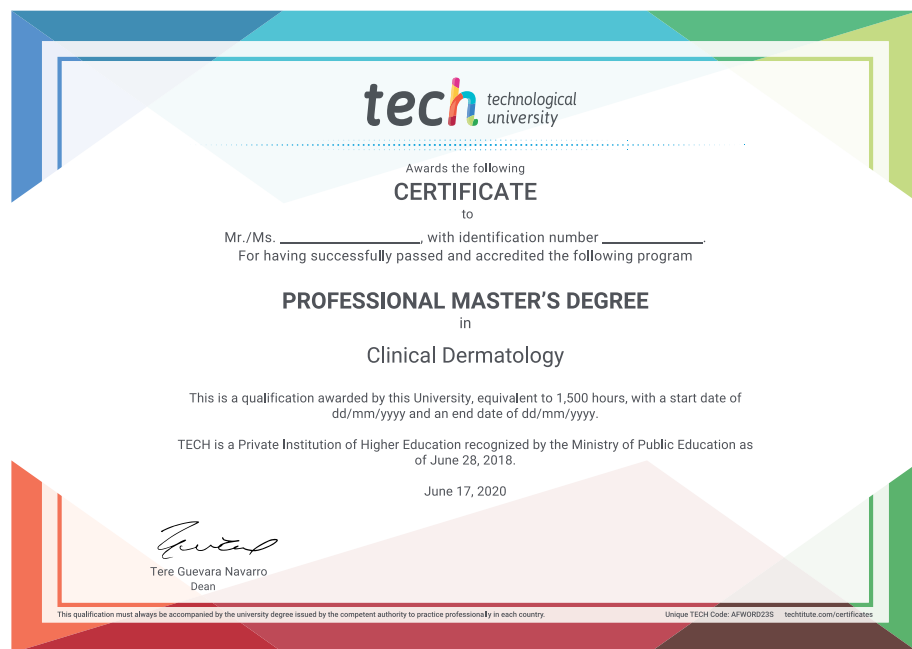 tech technological
university
Awards the following
CERTIFICATE
to
Mr./Ms. ________________, with identification number ____________.
For having successfully passed and accredited the following program
PROFESSIONAL MASTER'S DEGREE
in
Clinical Dermatology
This is a qualification awarded by this University, equivalent to 1,500 hours, with a start date of
dd/mm/yyyy and an end date of dd/mm/yyyy.
TECH is a Private Institution of Higher Education recognized by the Ministry of Public Education as
of June 28, 2018.
June 17, 2020
Tere Guevara Navarro
Dean
This qualification must always be accompanied by the university degree issued by the competent authority to practice professionally in each country.
Unique TECH Code: AFWORD23S techtitute.com/certificates